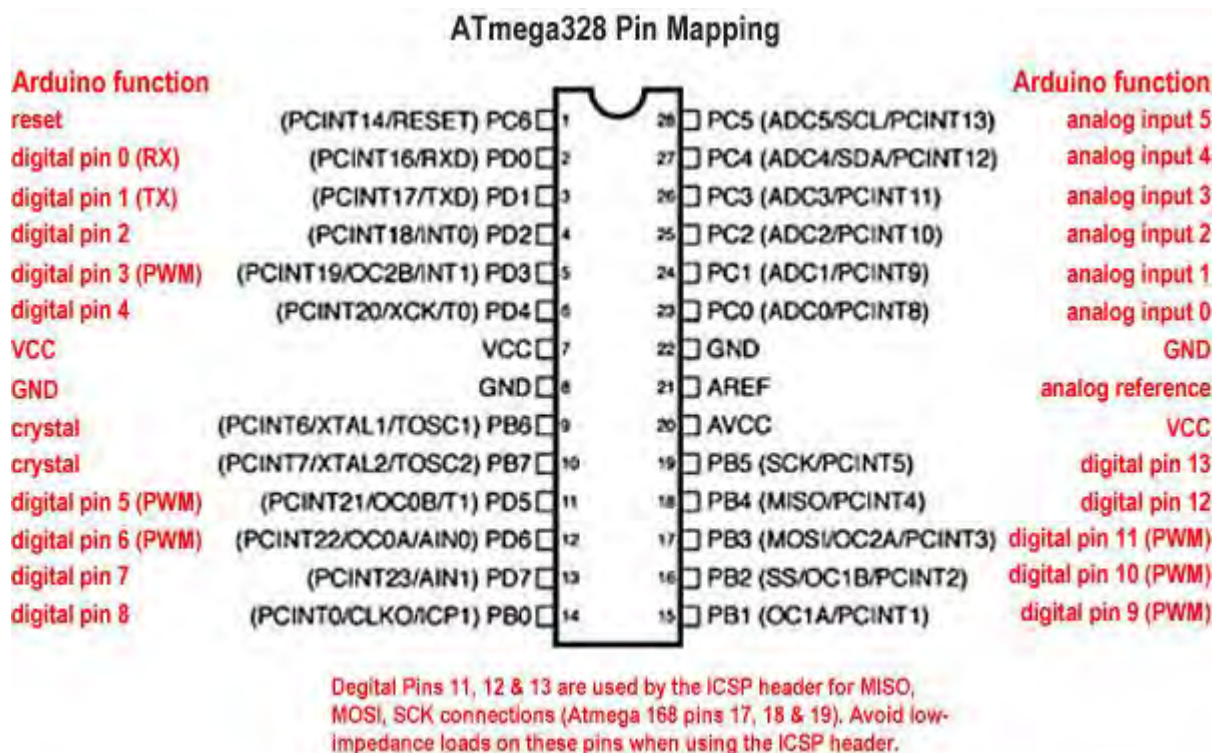 ATmega328 Pin Mapping
Arduino function Arduino function
reset (PCINT14/RESET) PC6 1 28 PC5 (ADC5/SCL/PCINT13) analog input 5
digital pin 0 (RX) (PCINT16/RXD) PD0 2 27 PC4 (ADC4/SDA/PCINT12) analog input 4
digital pin 1 (TX) (PCINT17/TXD) PD1 3 26 PC3 (ADC3/PCINT11) analog input 3
digital pin 2 (PCINT18/INT0) PD2 4 25 PC2 (ADC2/PCINT10) analog input 2
digital pin 3 (PWM) (PCINT19/OC2B/INT1) PD3 5 24 PC1 (ADC1/PCINT9) analog input 1
digital pin 4 (PCINT20/XCK/T0) PD4 6 23 PC0 (ADC0/PCINT8) analog input 0
VCC VCC 7 22 GND GND
GND GND 8 21 AREF analog reference
crystal (PCINT6/XTAL1/TOSC1) PB6 9 20 AVCC VCC
crystal (PCINT7/XTAL2/TOSC2) PB7 10 19 PB5 (SCK/PCINT5) digital pin 13
digital pin 5 (PWM) (PCINT21/OC0B/T1) PD5 11 18 PB4 (MISO/PCINT4) digital pin 12
digital pin 6 (PWM) (PCINT22/OC0A/AIN0) PD6 12 17 PB3 (MOSI/OC2A/PCINT3) digital pin 11 (PWM)
digital pin 7 (PCINT23/AIN1) PD7 13 16 PB2 (SS/OC1B/PCINT2) digital pin 10 (PWM)
digital pin 8 (PCINT0/CLKO/ICP1) PB0 14 15 PB1 (OC1A/PCINT1) digital pin 9 (PWM)
Degital Pins 11, 12 & 13 are used by the ICSP header for MISO,
MOSI, SCK connections (Atmega 168 pins 17, 18 & 19). Avoid low-
impedance loads on these pins when using the ICSP header.